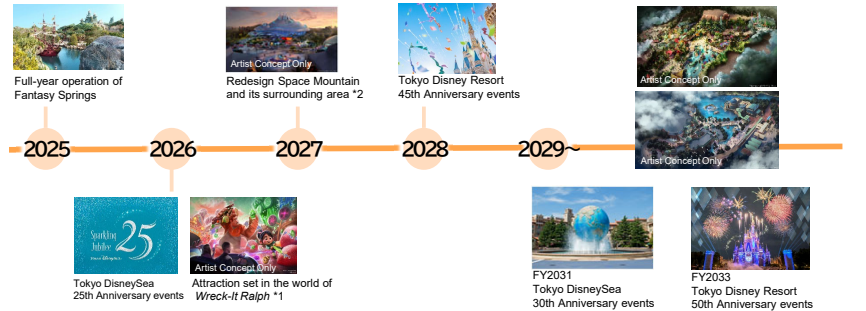 Artist Concept Only
Full-year operation of
Fantasy Springs
Redesign Space Mountain
and its surrounding area *2
Tokyo Disney Resort
45th Anniversary events
Artist Concept Only
2025
2026
2027
2028
2029~
Artist Concept Only
Sparkling
Jubilee
25
Tokyo DisneySea
Artist Concept Only
Tokyo DisneySea
25th Anniversary events
Attraction set in the world of
Wreck-It Ralph *1
FY2031
Tokyo DisneySea
30th Anniversary events
FY2033
Tokyo Disney Resort
50th Anniversary events